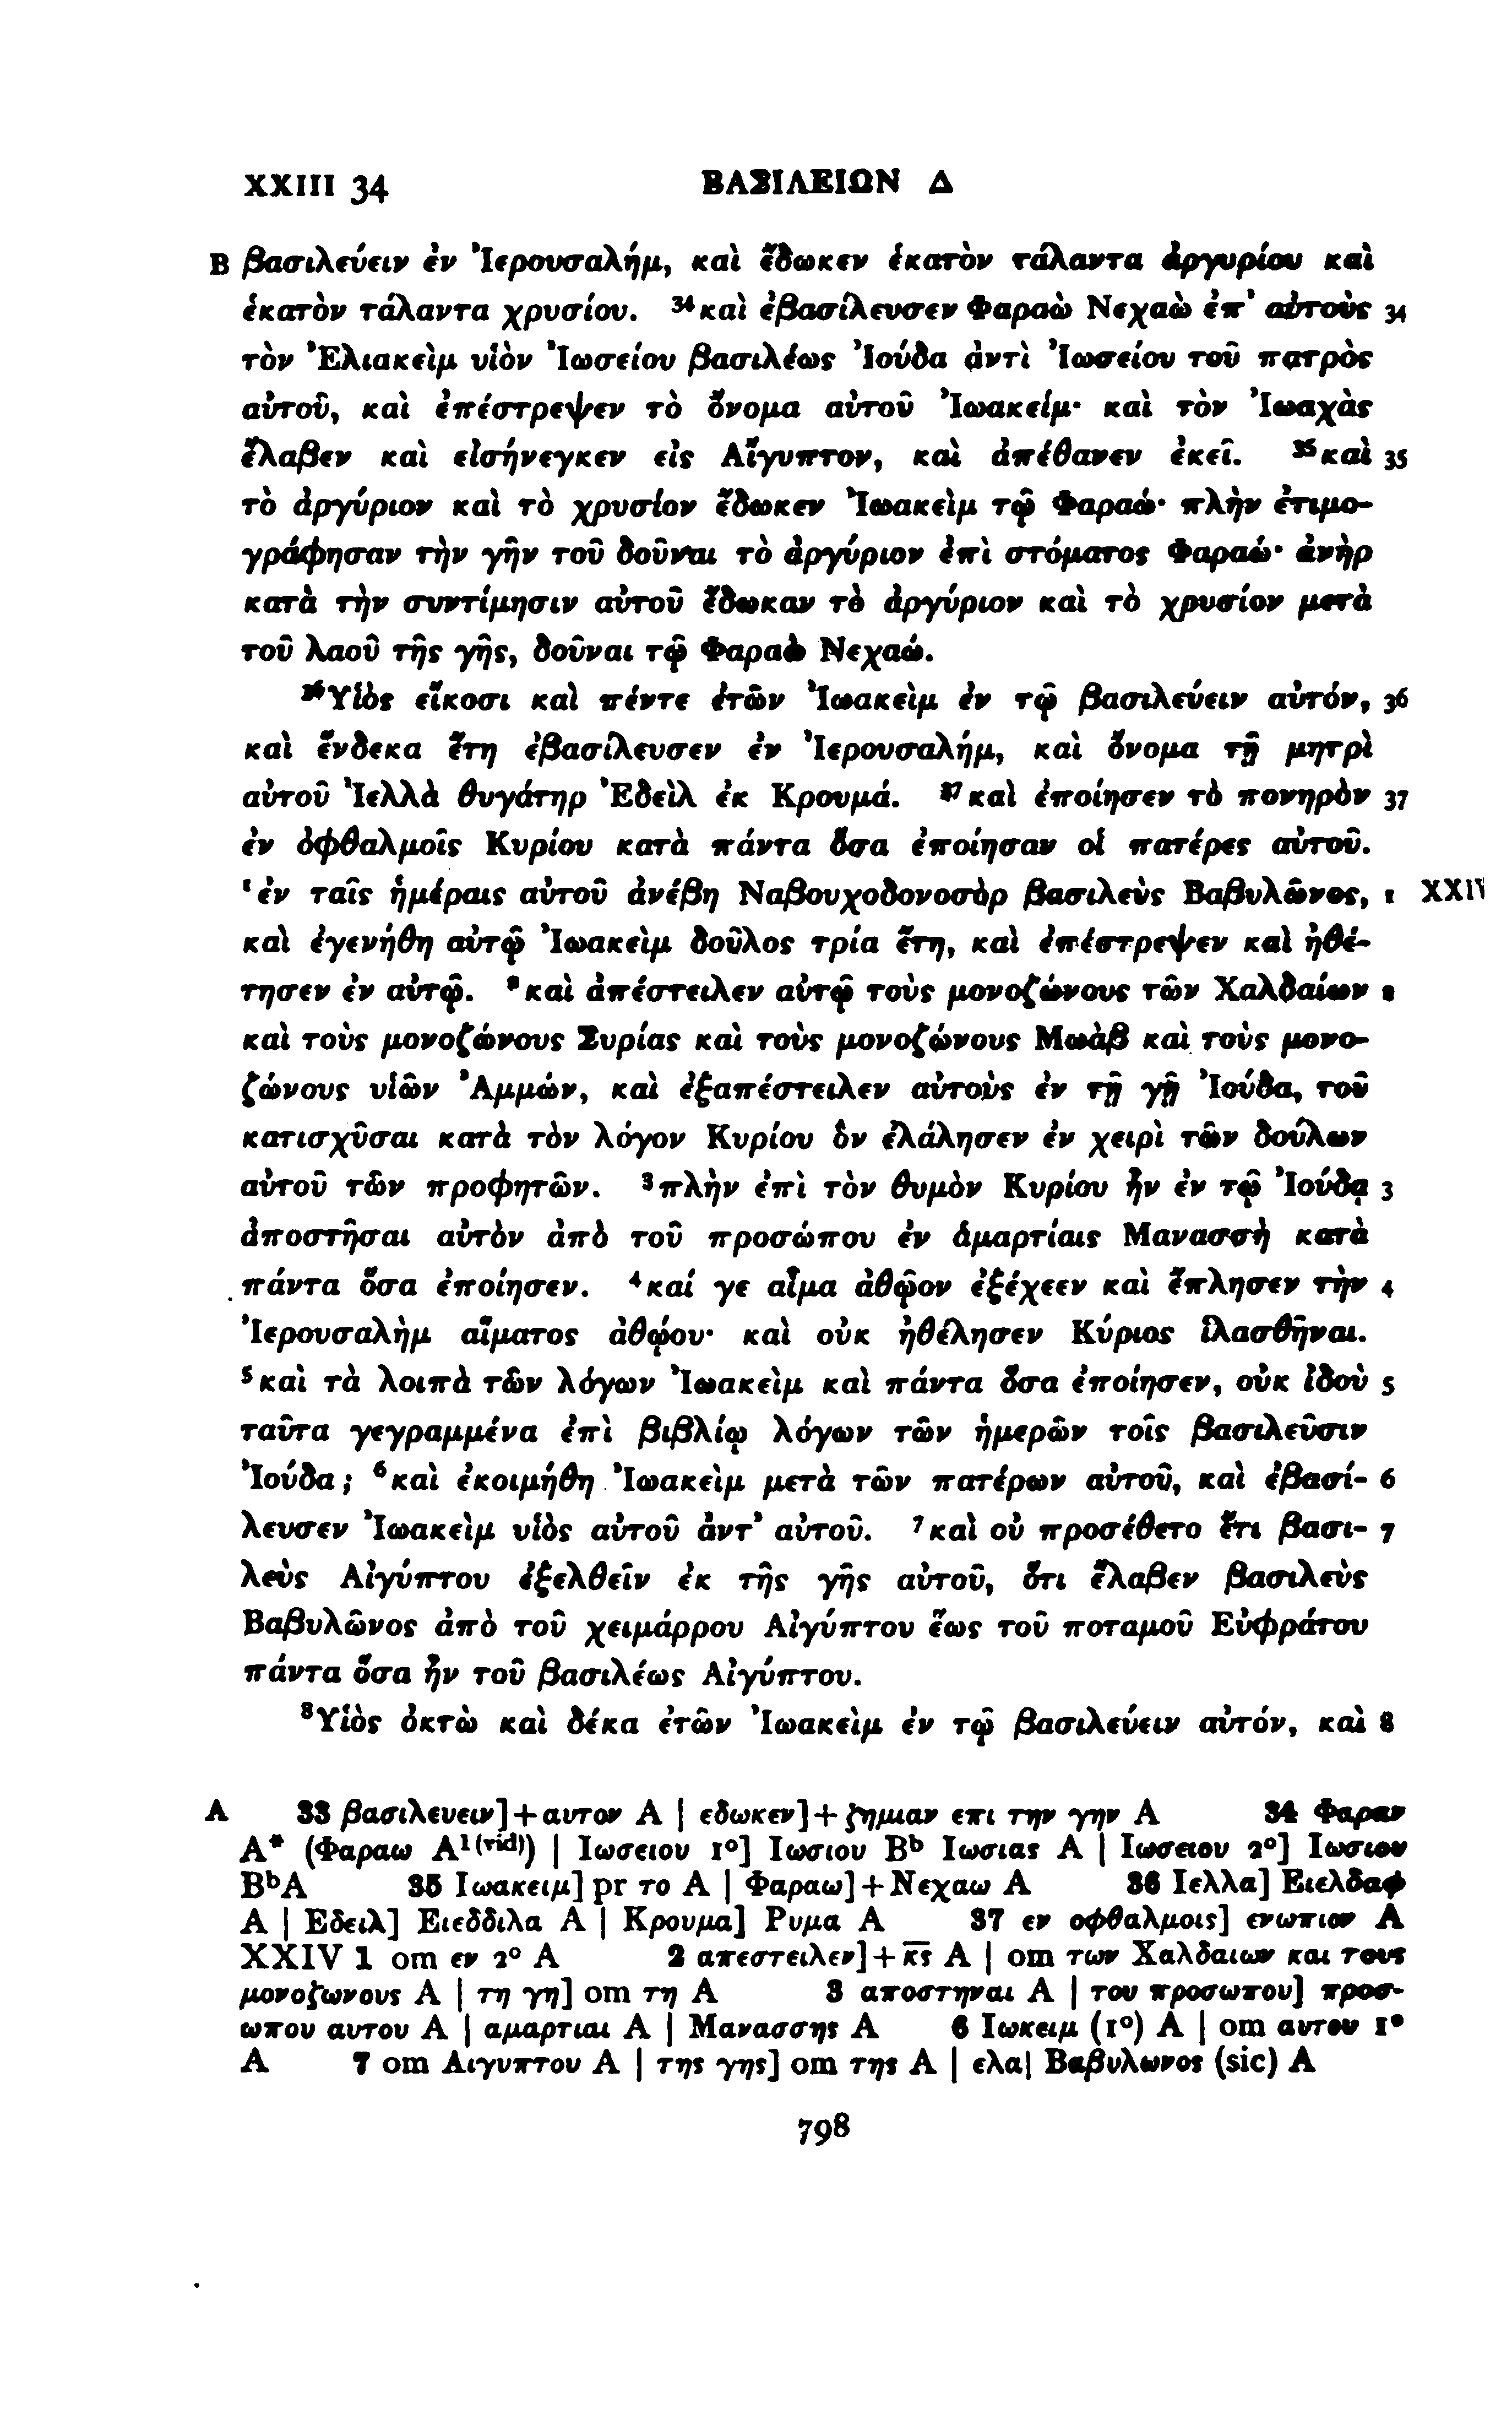 XXIII 34 ΒΑΣΙΛΕΙΩΝ Δ
B βασιλεύειν ἐν Ἰερουσαλήμ, καὶ ἔδωκεν ἑκατὸν τάλαντα ἀργυρίου καὶ
ἑκατὸν τάλαντα χρυσίου. ³⁴καὶ ἐβασίλευσεν Φαραὼ Νεχαὼ ἐπ’ αὐτοὺς 34
τὸν Ἐλιακεὶμ υἱὸν Ἰωσείου βασιλέως Ἰούδα ἀντὶ Ἰωσείου τοῦ πατρὸς
αὐτοῦ, καὶ ἐπέστρεψεν τὸ ὄνομα αὐτοῦ Ἰωακείμ· καὶ τὸν Ἰωαχὰς
ἔλαβεν καὶ εἰσήνεγκεν εἰς Αἴγυπτον, καὶ ἀπέθανεν ἐκεῖ. ³⁵καὶ 35
τὸ ἀργύριον καὶ τὸ χρυσίον ἔδωκεν Ἰωακεὶμ τῷ Φαραώ· πλὴν ἐτιμο-
γράφησαν τὴν γῆν τοῦ δοῦναι τὸ ἀργύριον ἐπὶ στόματος Φαραώ· ἀνὴρ
κατὰ τὴν συντίμησιν αὐτοῦ ἔδωκαν τὸ ἀργύριον καὶ τὸ χρυσίον μετὰ
τοῦ λαοῦ τῆς γῆς, δοῦναι τῷ Φαραὼ Νεχαώ.
³⁶Υἱὸς εἴκοσι καὶ πέντε ἐτῶν Ἰωακεὶμ ἐν τῷ βασιλεύειν αὐτόν, 36
καὶ ἕνδεκα ἔτη ἐβασίλευσεν ἐν Ἰερουσαλήμ, καὶ ὄνομα τῇ μητρὶ
αὐτοῦ Ἰελλὰ θυγάτηρ Ἐδεὶλ ἐκ Κρουμά. ³⁷καὶ ἐποίησεν τὸ πονηρὸν 37
ἐν ὀφθαλμοῖς Κυρίου κατὰ πάντα ὅσα ἐποίησαν οἱ πατέρες αὐτοῦ.
¹ἐν ταῖς ἡμέραις αὐτοῦ ἀνέβη Ναβουχοδονοσὸρ βασιλεὺς Βαβυλῶνος, 1 XXIV
καὶ ἐγενήθη αὐτῷ Ἰωακεὶμ δοῦλος τρία ἔτη, καὶ ἐπέστρεψεν καὶ ἠθέ-
τησεν ἐν αὐτῷ. ²καὶ ἀπέστειλεν αὐτῷ τοὺς μονοζώνους τῶν Χαλδαίων 2
καὶ τοὺς μονοζώνους Συρίας καὶ τοὺς μονοζώνους Μωὰβ καὶ τοὺς μονο-
ζώνους υἱῶν Ἀμμών, καὶ ἐξαπέστειλεν αὐτοὺς ἐν τῇ γῇ Ἰούδα, τοῦ
κατισχῦσαι κατὰ τὸν λόγον Κυρίου ὃν ἐλάλησεν ἐν χειρὶ τῶν δούλων
αὐτοῦ τῶν προφητῶν. ³πλὴν ἐπὶ τὸν θυμὸν Κυρίου ἦν ἐν τῷ Ἰούδᾳ 3
ἀποστῆσαι αὐτὸν ἀπὸ τοῦ προσώπου ἐν ἁμαρτίαις Μανασσὴ κατὰ
πάντα ὅσα ἐποίησεν. ⁴καί γε αἷμα ἀθῷον ἐξέχεεν καὶ ἔπλησεν τὴν 4
Ἰερουσαλὴμ αἵματος ἀθῴου· καὶ οὐκ ἠθέλησεν Κύριος ἱλασθῆναι.
⁵καὶ τὰ λοιπὰ τῶν λόγων Ἰωακεὶμ καὶ πάντα ὅσα ἐποίησεν, οὐκ ἰδοὺ 5
ταῦτα γεγραμμένα ἐπὶ βιβλίῳ λόγων τῶν ἡμερῶν τοῖς βασιλεῦσιν
Ἰούδα; ⁶καὶ ἐκοιμήθη Ἰωακεὶμ μετὰ τῶν πατέρων αὐτοῦ, καὶ ἐβασί- 6
λευσεν Ἰωακεὶμ υἱὸς αὐτοῦ ἀντ’ αὐτοῦ. ⁷καὶ οὐ προσέθετο ἔτι βασι- 7
λεὺς Αἰγύπτου ἐξελθεῖν ἐκ τῆς γῆς αὐτοῦ, ὅτι ἔλαβεν βασιλεὺς
Βαβυλῶνος ἀπὸ τοῦ χειμάρρου Αἰγύπτου ἕως τοῦ ποταμοῦ Εὐφράτου
πάντα ὅσα ἦν τοῦ βασιλέως Αἰγύπτου.
⁸Υἱὸς ὀκτὼ καὶ δέκα ἐτῶν Ἰωακεὶμ ἐν τῷ βασιλεύειν αὐτόν, καὶ 8
A 33 βασιλευειν]+αυτον A | εδωκεν]+ζημιαν επι την γην A 34 Φαραν
A* (Φαραω A¹⁽ᵛⁱᵈ⁾) | Ιωσειου 1º] Ιωσιου Bᵇ Ιωσιας A | Ιωσειου 2º] Ιωσιου
BᵇA 35 Ιωακειμ] pr το A | Φαραω]+Νεχαω A 36 Ιελλα] Ειελδαφ
A | Εδειλ] Ειεδδιλα A | Κρουμα] Ρυμα A 37 εν οφθαλμοις] ενωπιον A
XXIV 1 om εν 2º A 2 απεστειλεν]+κ̅ς̅ A | om των Χαλδαιων και τους
μονοζωνους A | τη γη] om τη A 3 αποστηναι A | του προσωπου] προσ-
ωπου αυτου A | αμαρτιαι A | Μανασσης A 6 Ιωκειμ (1º) A | om αυτου 1º
A 7 om Αιγυπτου A | της γης] om της A | ελα| Βαβυλωνος (sic) A
798